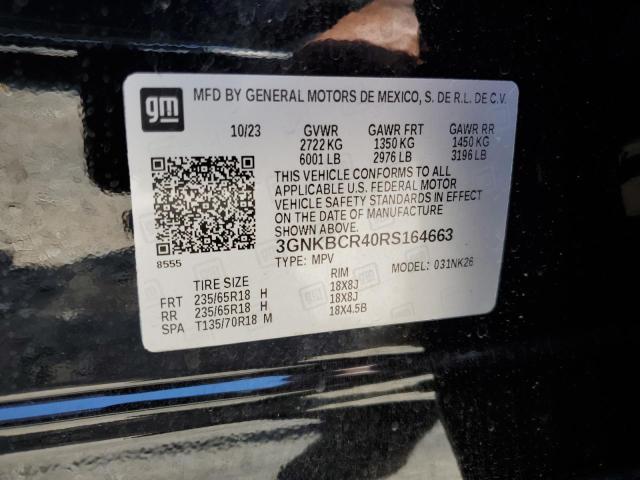 gm
MFD BY GENERAL MOTORS DE MEXICO, S. DE R.L. DE C.V.
10/23 GVWR GAWR FRT GAWR RR
2722 KG 1350 KG 1450 KG
6001 LB 2976 LB 3196 LB
THIS VEHICLE CONFORMS TO ALL
APPLICABLE U.S. FEDERAL MOTOR
VEHICLE SAFETY STANDARDS IN EFFECT
ON THE DATE OF MANUFACTURE
SHOWN ABOVE.
3GNKBCR40RS164663
8555
TYPE: MPV MODEL: 031NK26
TIRE SIZE RIM
FRT 235/65R18 H 18X8J
RR 235/65R18 H 18X8J
SPA T135/70R18 M 18X4.5B